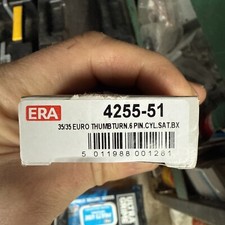 ERA
4255-51
35/35 EURO THUMBTURN.6 PIN.CYL.SAT.BX
5 011988 001261